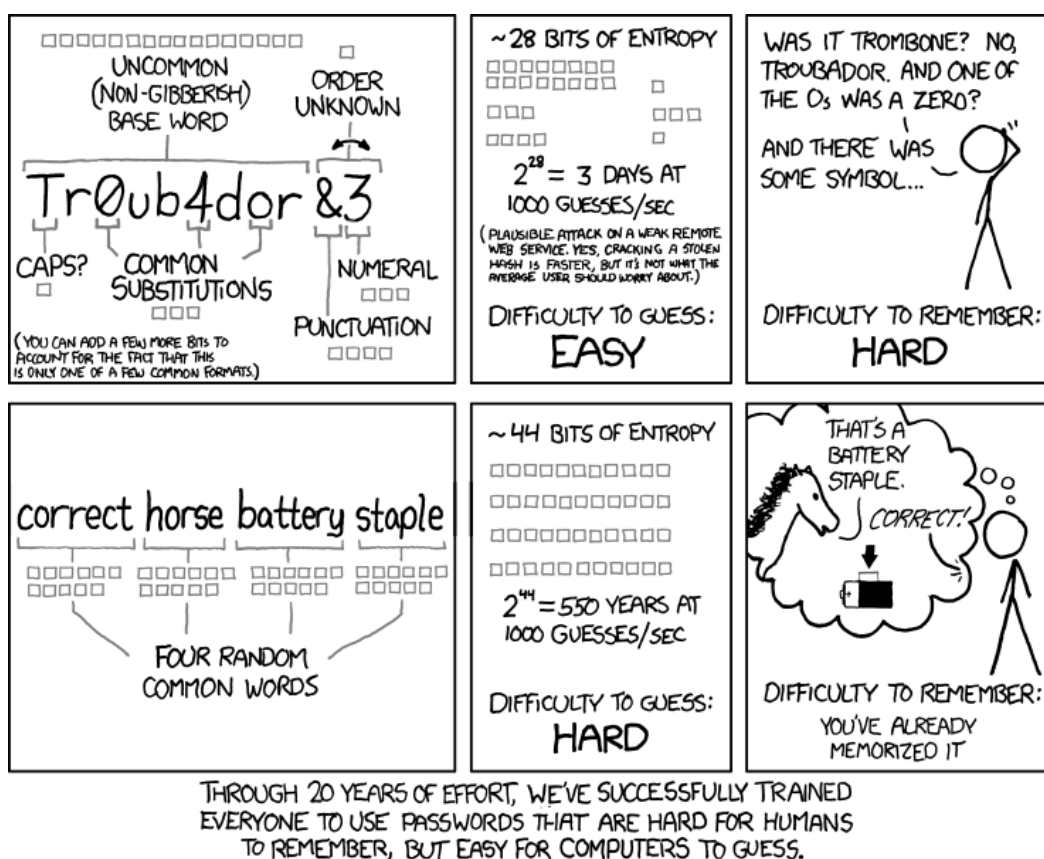 UNCOMMON
(NON-GIBBERISH)
BASE WORD
ORDER
UNKNOWN
Tr0ub4dor &3
CAPS?
COMMON
SUBSTITUTIONS
NUMERAL
PUNCTUATION
(YOU CAN ADD A FEW MORE BITS TO
ACCOUNT FOR THE FACT THAT THIS
IS ONLY ONE OF A FEW COMMON FORMATS.)
~28 BITS OF ENTROPY
2^28 = 3 DAYS AT
1000 GUESSES/SEC
(PLAUSIBLE ATTACK ON A WEAK REMOTE
WEB SERVICE. YES, CRACKING A STOLEN
HASH IS FASTER, BUT IT'S NOT WHAT THE
AVERAGE USER SHOULD WORRY ABOUT.)
DIFFICULTY TO GUESS:
EASY
WAS IT TROMBONE? NO,
TROUBADOR. AND ONE OF
THE Os WAS A ZERO?
AND THERE WAS
SOME SYMBOL...
DIFFICULTY TO REMEMBER:
HARD
correct horse battery staple
FOUR RANDOM
COMMON WORDS
~44 BITS OF ENTROPY
2^44 = 550 YEARS AT
1000 GUESSES/SEC
DIFFICULTY TO GUESS:
HARD
THAT'S A
BATTERY
STAPLE.
CORRECT!
+
DIFFICULTY TO REMEMBER:
YOU'VE ALREADY
MEMORIZED IT
THROUGH 20 YEARS OF EFFORT, WE'VE SUCCESSFULLY TRAINED
EVERYONE TO USE PASSWORDS THAT ARE HARD FOR HUMANS
TO REMEMBER, BUT EASY FOR COMPUTERS TO GUESS.